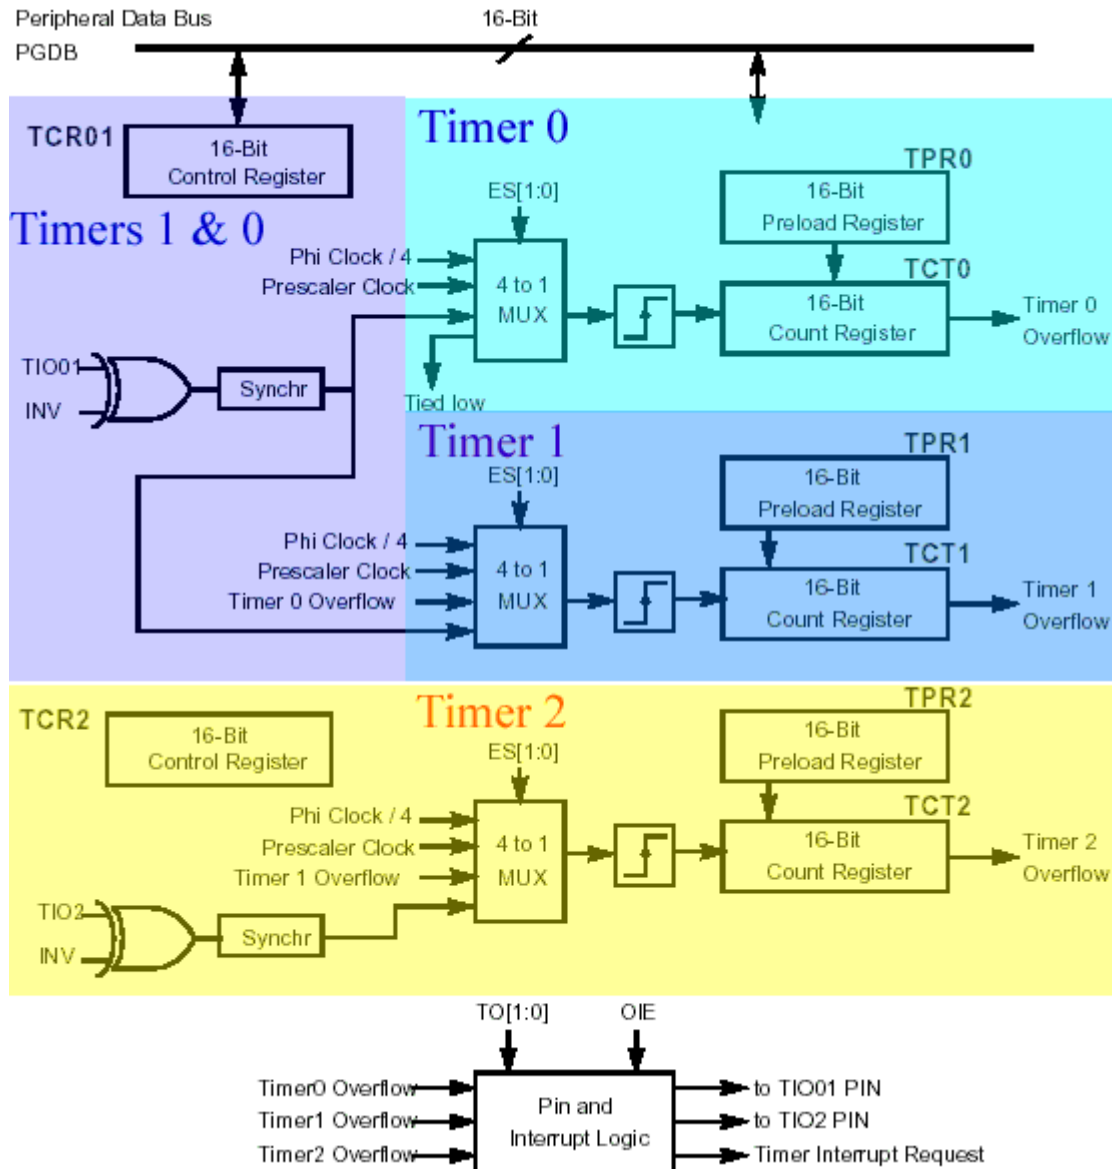 Peripheral Data Bus
16-Bit
PGDB
TCR01
16-Bit
Control Register
Timers 1 & 0
Timer 0
ES[1:0]
TPR0
16-Bit
Preload Register
Phi Clock / 4
Prescaler Clock
4 to 1
MUX
TCT0
16-Bit
Count Register
Timer 0
Overflow
TIO01
INV
Synchr
Tied low
Timer 1
ES[1:0]
TPR1
16-Bit
Preload Register
Phi Clock / 4
Prescaler Clock
Timer 0 Overflow
4 to 1
MUX
TCT1
16-Bit
Count Register
Timer 1
Overflow
TCR2
16-Bit
Control Register
Timer 2
ES[1:0]
TPR2
16-Bit
Preload Register
Phi Clock / 4
Prescaler Clock
Timer 1 Overflow
4 to 1
MUX
TCT2
16-Bit
Count Register
Timer 2
Overflow
TIO2
INV
Synchr
TO[1:0]
OIE
Timer0 Overflow
Timer1 Overflow
Timer2 Overflow
Pin and
Interrupt Logic
to TIO01 PIN
to TIO2 PIN
Timer Interrupt Request